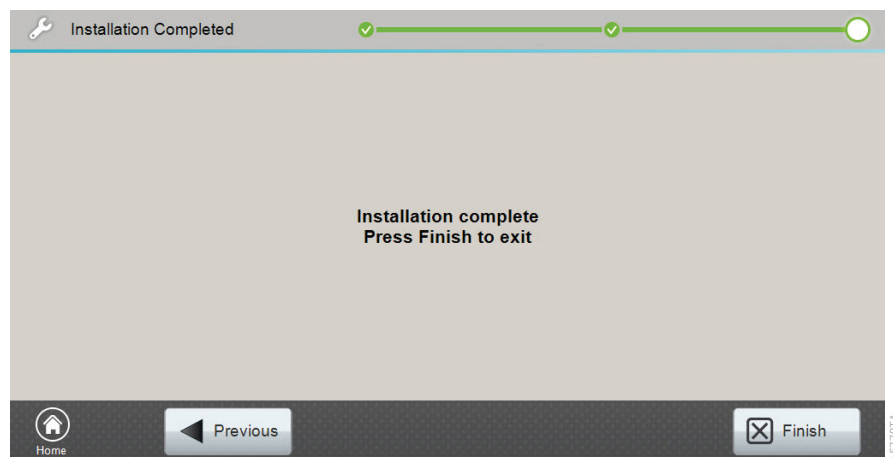 Installation Completed
Installation complete
Press Finish to exit
Home
Previous
Finish